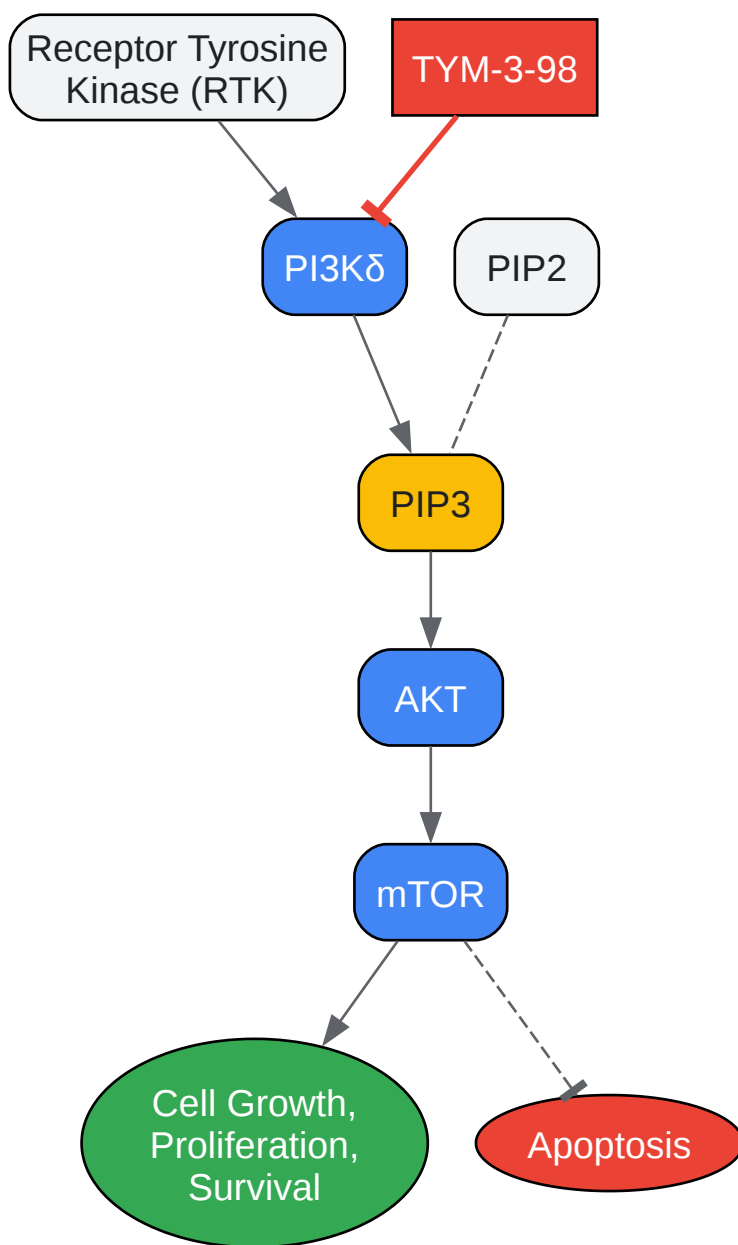 Receptor Tyrosine
Kinase (RTK)
TYM-3-98
PI3Kδ
PIP2
PIP3
AKT
mTOR
Cell Growth,
Proliferation,
Survival
Apoptosis